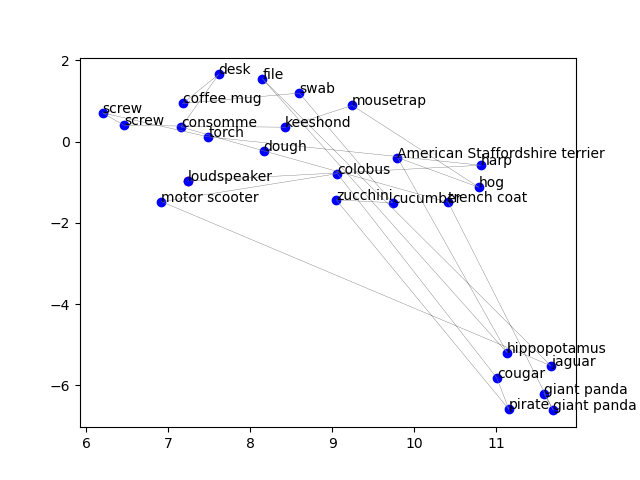 2
0
−2
−4
−6
6
7
8
9
10
11
desk
file
swab
coffee mug
mousetrap
screw
screw
consomme
keeshond
torch
dough
American Staffordshire terrier
harp
colobus
loudspeaker
hog
motor scooter
zucchini
cucumber
trench coat
hippopotamus
jaguar
cougar
giant panda
pirate
giant panda